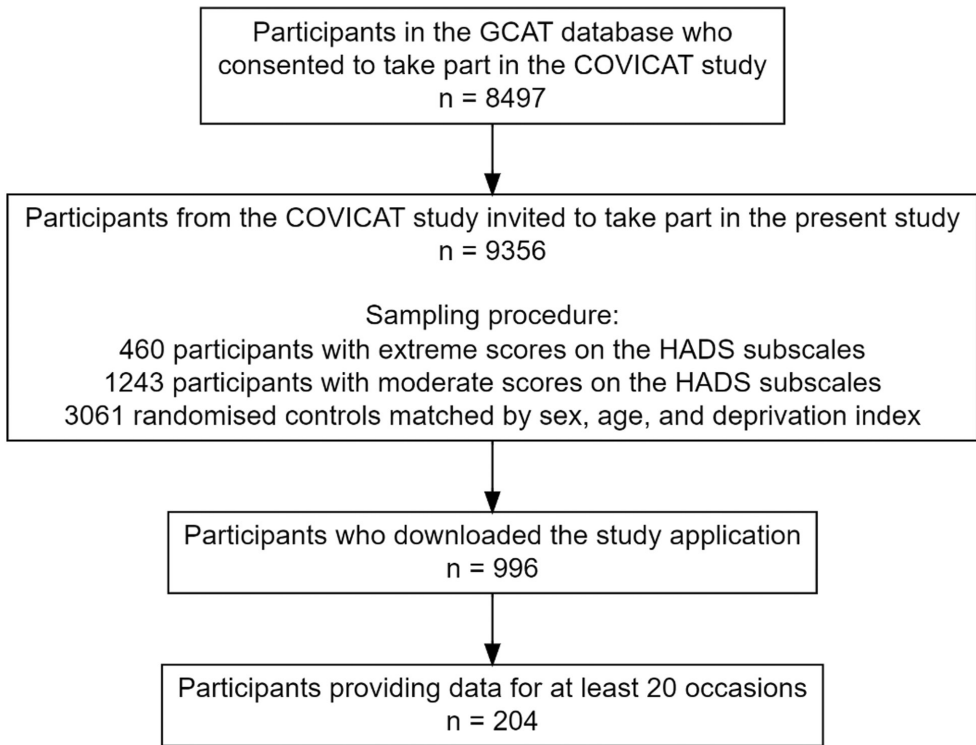 Participants in the GCAT database who
consented to take part in the COVICAT study
n = 8497
Participants from the COVICAT study invited to take part in the present study
n = 9356
Sampling procedure:
460 participants with extreme scores on the HADS subscales
1243 participants with moderate scores on the HADS subscales
3061 randomised controls matched by sex, age, and deprivation index
Participants who downloaded the study application
n = 996
Participants providing data for at least 20 occasions
n = 204